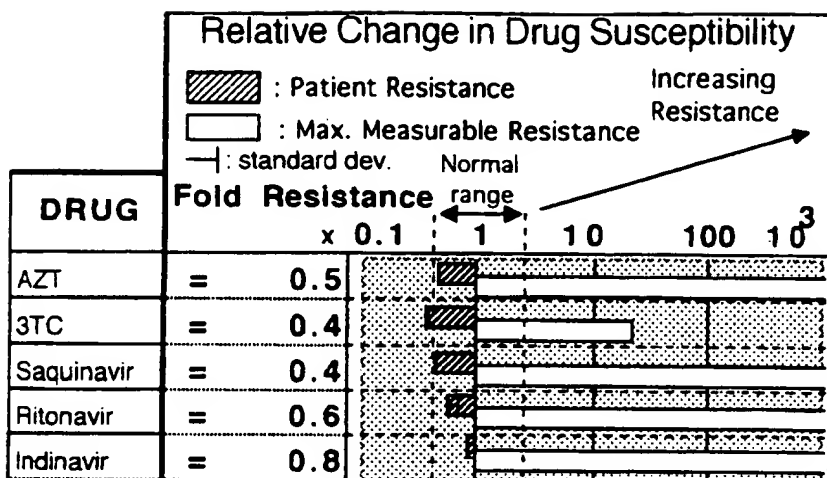 Relative Change in Drug Susceptibility
: Patient Resistance
Increasing
Resistance
: Max. Measurable Resistance
: standard dev.
Normal
range
DRUG
Fold Resistance
x 0.1 1 10 100 10³
AZT = 0.5
3TC = 0.4
Saquinavir = 0.4
Ritonavir = 0.6
Indinavir = 0.8